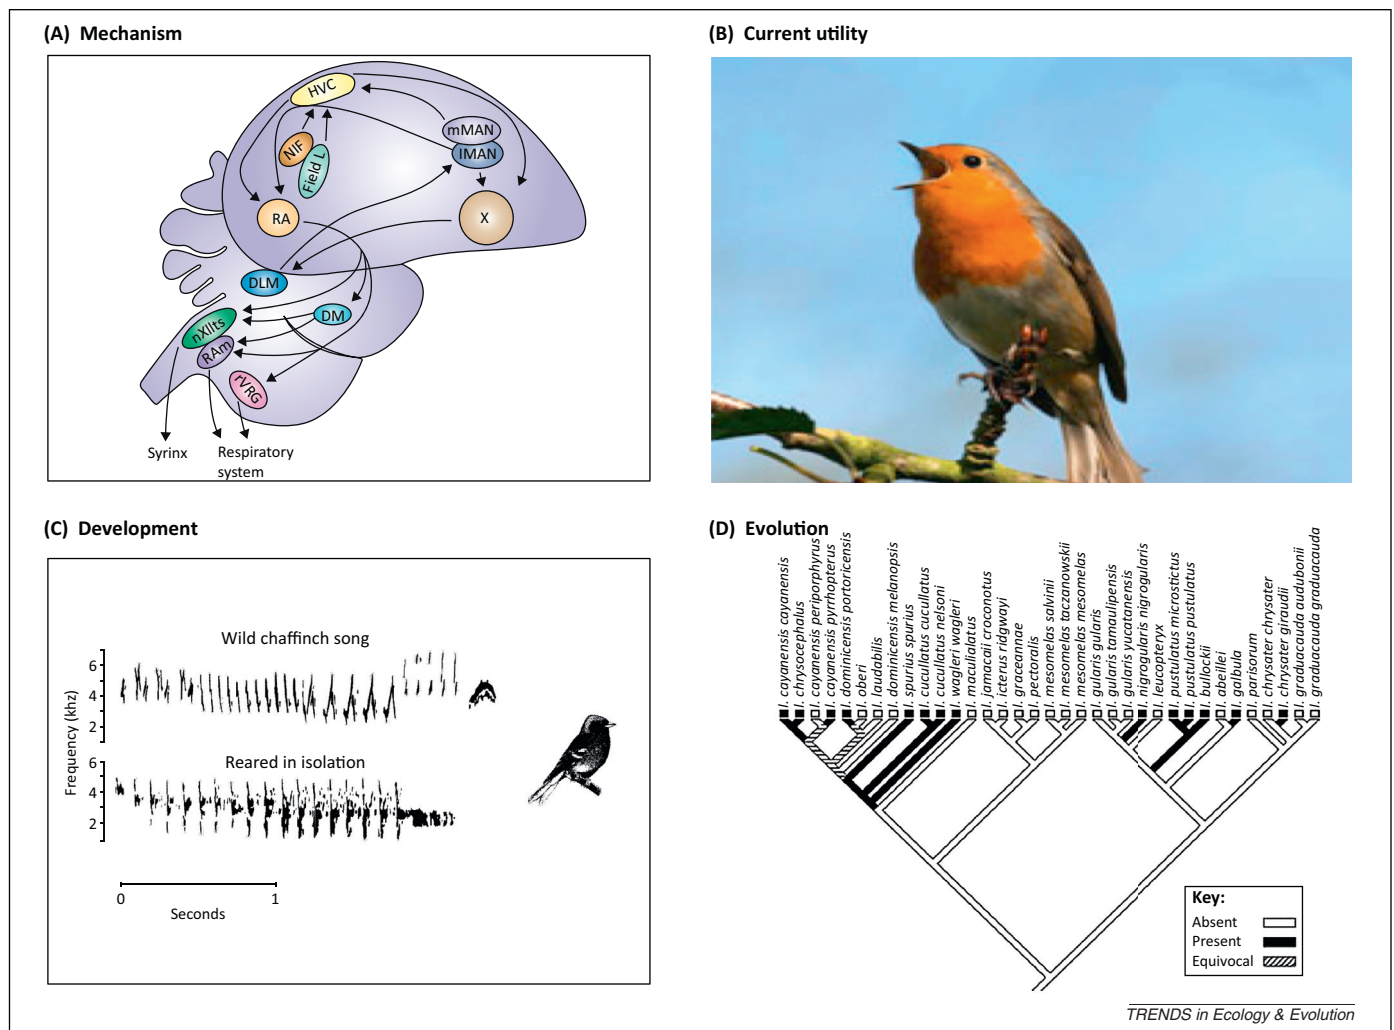 (A) Mechanism
HVC
mMAN
lMAN
NIF
Field L
RA
X
DLM
DM
nXIIts
RAm
rVRG
Syrinx
Respiratory
system
(B) Current utility
(C) Development
Wild chaffinch song
6
4
2
Reared in isolation
6
4
2
Frequency (khz)
0
1
Seconds
(D) Evolution
I. cayanensis cayanensis
I. chrysocephalus
I. cayanensis periporphyrus
I. cayanensis pyrrhopterus
I. dominicensis portoricensis
I. oberi
I. laudabilis
I. dominicensis melanopsis
I. spurius spurius
I. cucullatus cucullatus
I. cucullatus nelsoni
I. wagleri wagleri
I. maculialatus
I. jamacaii croconotus
I. icterus ridgwayi
I. graceannae
I. pectoralis
I. mesomelas salvinii
I. mesomelas taczanowskii
I. mesomelas mesomelas
I. gularis gularis
I. gularis tamaulipensis
I. gularis yucatanensis
I. nigrogularis nigrogularis
I. leucopteryx
I. pustulatus microstictus
I. pustulatus pustulatus
I. bullockii
I. abeillei
I. galbula
I. parisorum
I. chrysater chrysater
I. chrysater giraudii
I. graduacauda audubonii
I. graduacauda graduacauda
Key:
Absent
Present
Equivocal
TRENDS in Ecology & Evolution